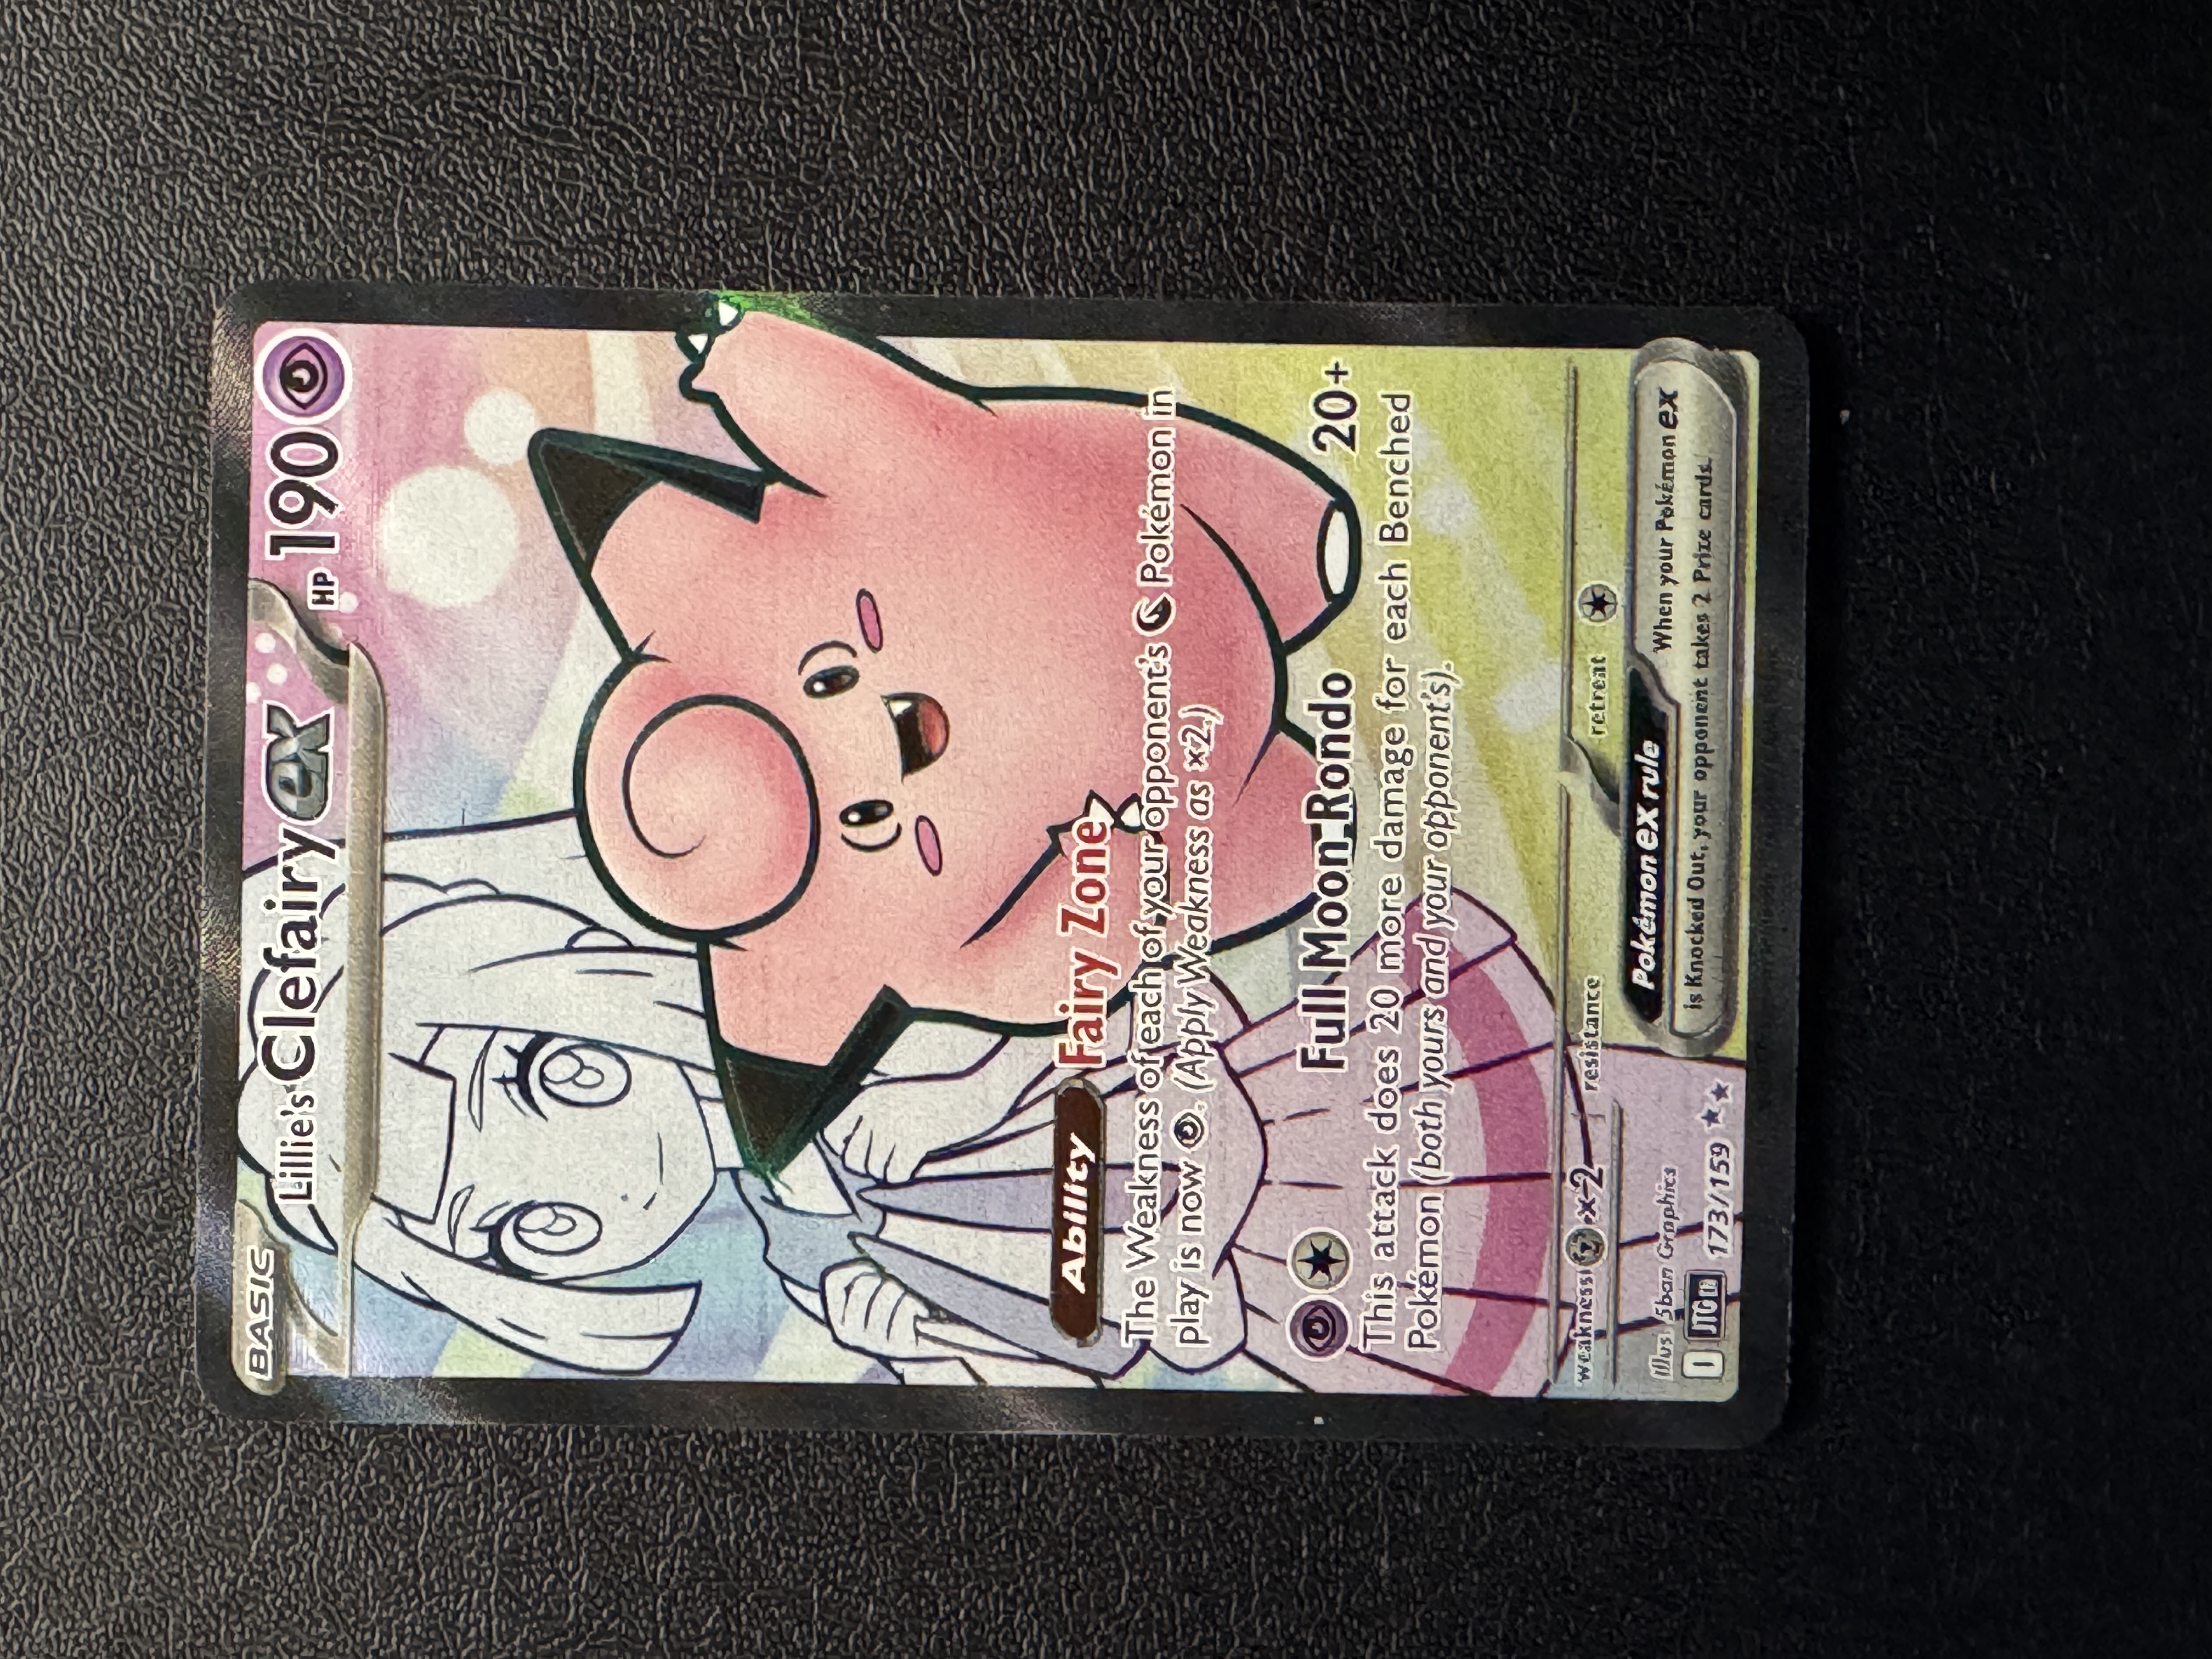 BASIC
Lillie's Clefairy ex HP 190
Ability Fairy Zone
The Weakness of each of your opponent's Pokémon in
play is now . (Apply Weakness as ×2.)
Full Moon Rondo 20+
This attack does 20 more damage for each Benched
Pokémon (both yours and your opponent's).
weakness ×2 resistance retreat
Illus. 5ban Graphics
I JTG EN 173/159
Pokémon ex rule When your Pokémon ex
is Knocked Out, your opponent takes 2 Prize cards.